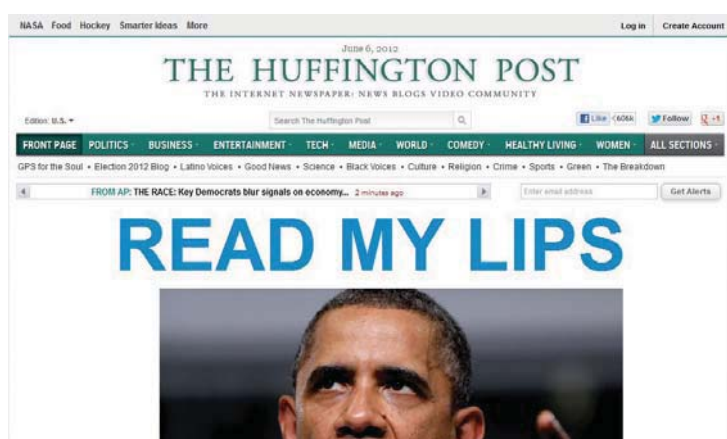 NASA Food Hockey Smarter Ideas More Log in Create Account
June 6, 2012
THE HUFFINGTON POST
THE INTERNET NEWSPAPER: NEWS BLOGS VIDEO COMMUNITY
Edition: U.S. Search The Huffington Post Like 606k Follow +1
FRONT PAGE POLITICS BUSINESS ENTERTAINMENT TECH MEDIA WORLD COMEDY HEALTHY LIVING WOMEN ALL SECTIONS
GPS for the Soul • Election 2012 Blog • Latino Voices • Good News • Science • Black Voices • Culture • Religion • Crime • Sports • Green • The Breakdown
FROM AP: THE RACE: Key Democrats blur signals on economy... 2 minutes ago Enter email address Get Alerts
READ MY LIPS